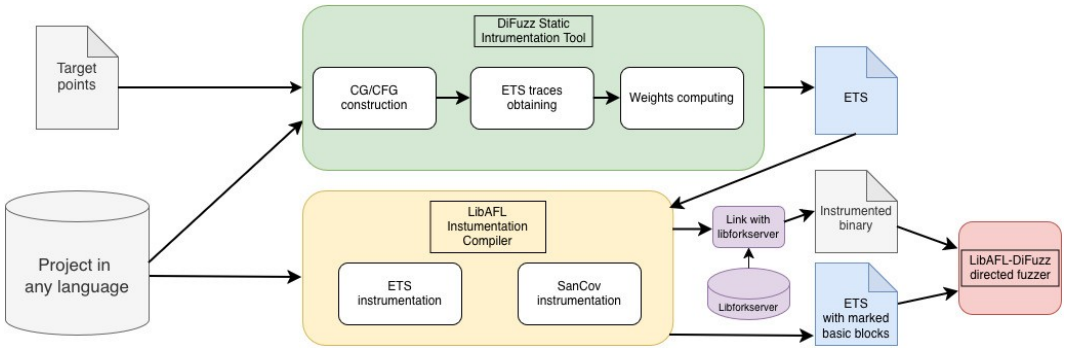 DiFuzz Static
Intrumentation Tool
Target
points
CG/CFG
construction
ETS traces
obtaining
Weights computing
ETS
LibAFL
Instumentation
Compiler
Link with
libforkserver
Instrumented
binary
Project in
any language
ETS
instrumentation
SanCov
instrumentation
Libforkserver
LibAFL-DiFuzz
directed fuzzer
ETS
with marked
basic blocks